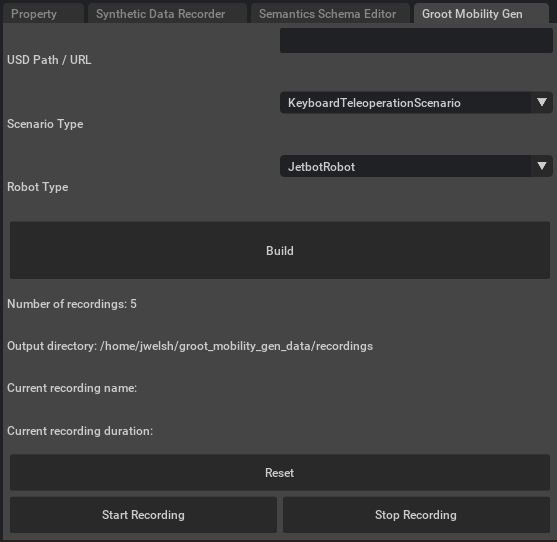 Property Synthetic Data Recorder Semantics Schema Editor Groot Mobility Gen
USD Path / URL
KeyboardTeleoperationScenario
Scenario Type
JetbotRobot
Robot Type
Build
Number of recordings: 5
Output directory: /home/jwelsh/groot_mobility_gen_data/recordings
Current recording name:
Current recording duration:
Reset
Start Recording Stop Recording